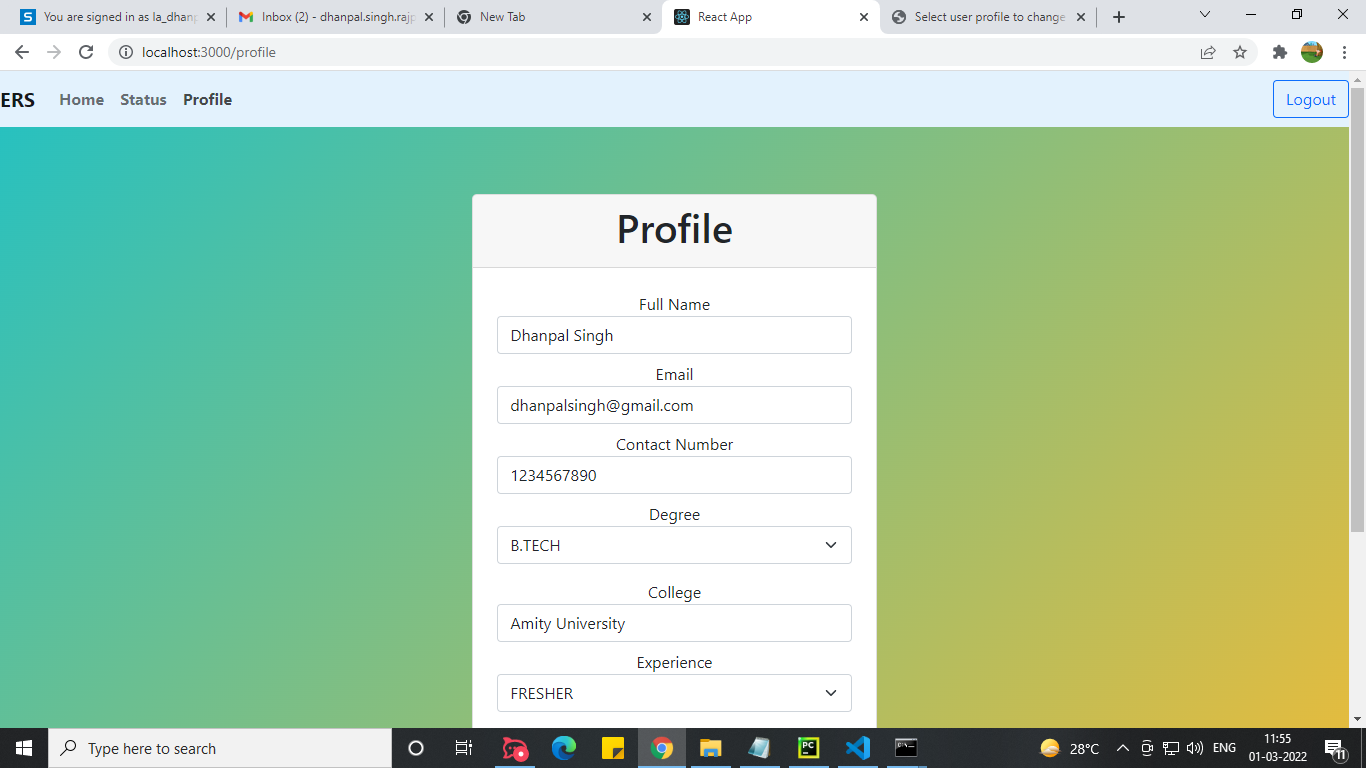 You are signed in as la_dhanp
Inbox (2) - dhanpal.singh.rajp
New Tab
React App
Select user profile to change
localhost:3000/profile
ERS Home Status Profile Logout
Profile
Full Name
Dhanpal Singh
Email
dhanpalsingh@gmail.com
Contact Number
1234567890
Degree
B.TECH
College
Amity University
Experience
FRESHER
Type here to search
PC
28°C
ENG
11:55
01-03-2022
11